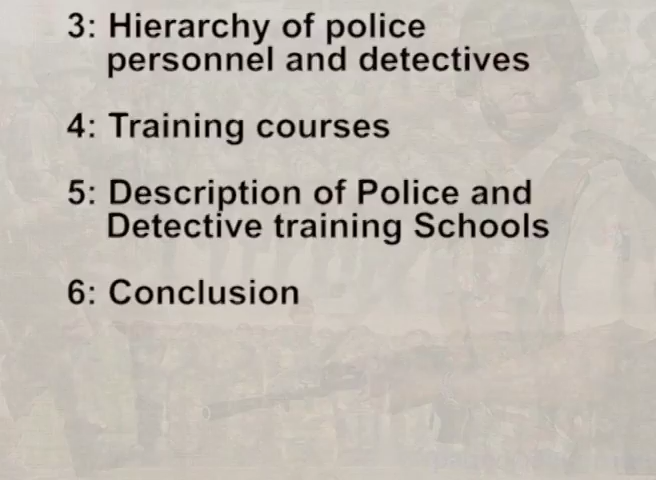 3: Hierarchy of police
personnel and detectives
4: Training courses
5: Description of Police and
Detective training Schools
6: Conclusion